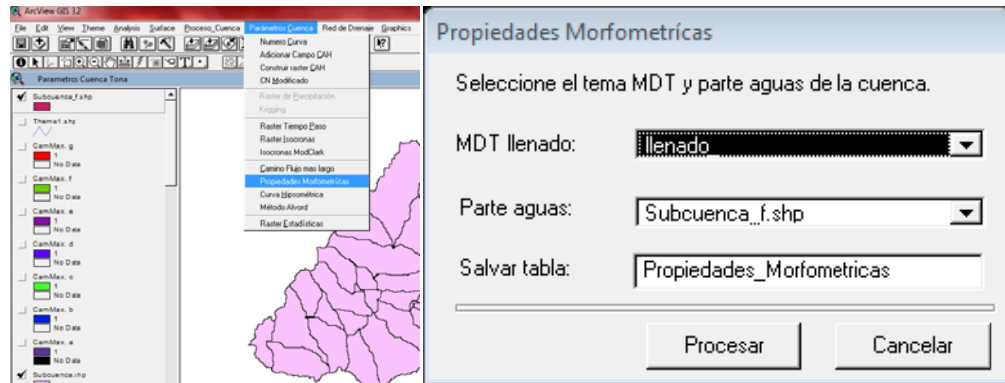 ArcView GIS 3.2
File Edit View Theme Analysis Surface Proceso_Cuenca Parámetros Cuenca Red de Drenaje Graphics
Parametros Cuenca Tona
Subcuenca_f.shp
Thema1.shp
CamMax. g
1
No Data
CamMax. f
1
No Data
CamMax. e
1
No Data
CamMax. d
1
No Data
CamMax. c
1
No Data
CamMax. b
1
No Data
CamMax. a
1
No Data
Subcuenca.shp
Numero Curva
Adicionar Campo CAH
Construir raster CAH
CN Modificado
Raster de Precipitación
Krigging
Raster Tiempo Paso
Raster Isocronas
Isocronas ModClark
Camino Flujo mas largo
Propiedades Morfometrícas
Curva Hipsométrica
Método Alvord
Raster Estadísticas
Propiedades Morfometrícas
Seleccione el tema MDT y parte aguas de la cuenca.
MDT llenado:
llenado_
Parte aguas:
Subcuenca_f.shp
Salvar tabla:
Propiedades_Morfometricas
Procesar
Cancelar